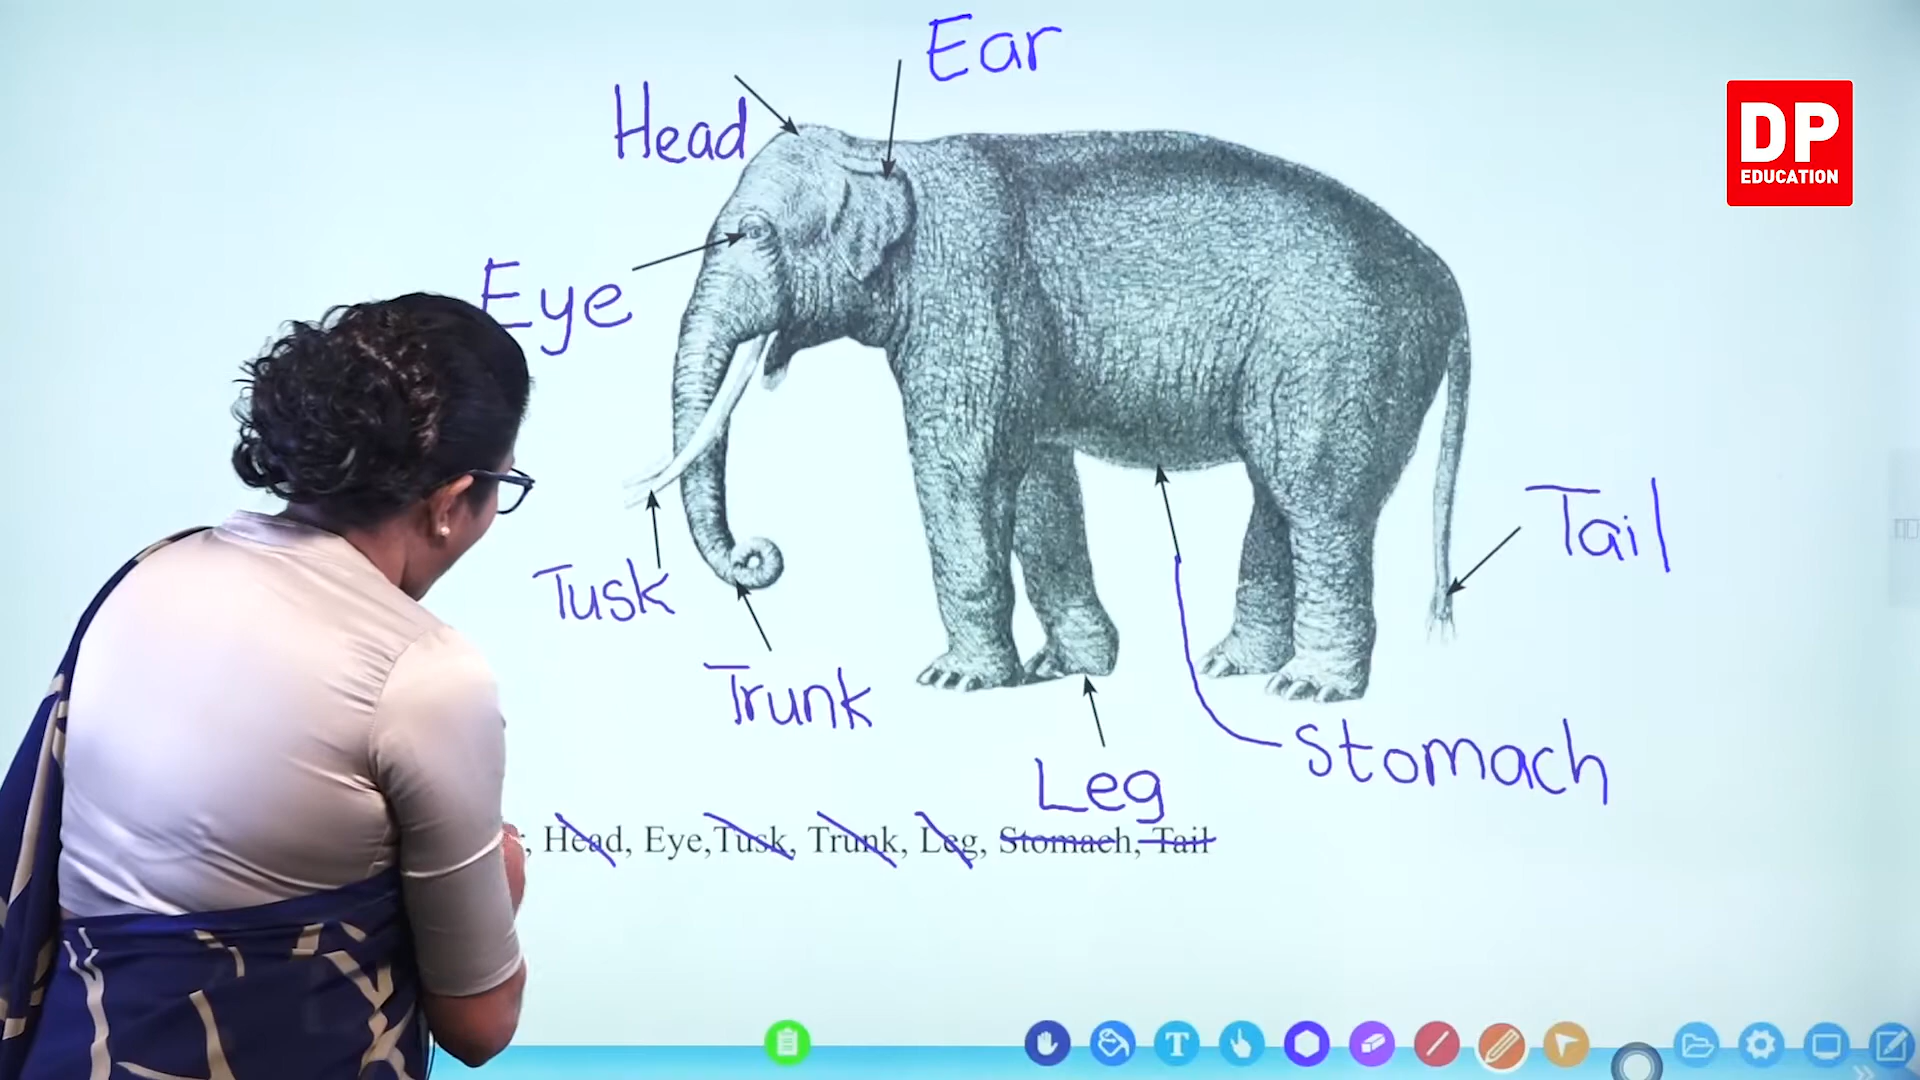 Ear
Head
DP
EDUCATION
Eye
Tail
Tusk
Trunk
Stomach
Leg
, Head, Eye,Tusk, Trunk, Leg, Stomach, Tail
T